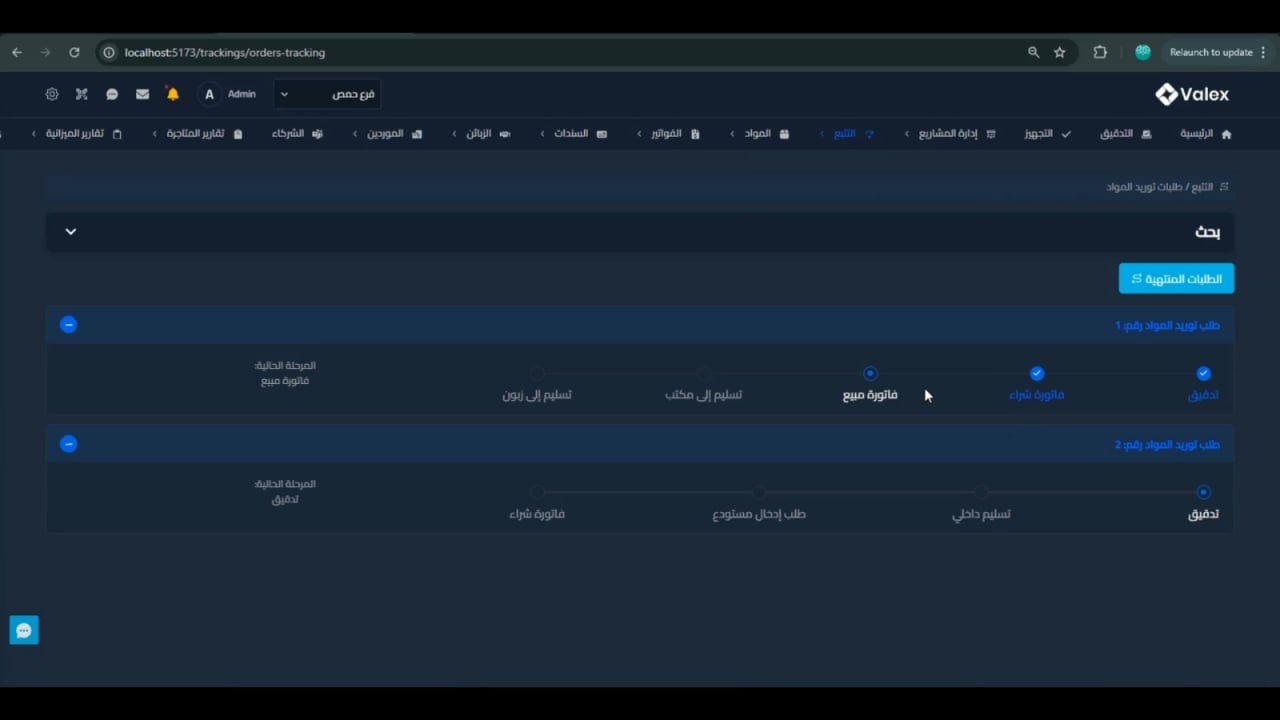 localhost:5173/trackings/orders-tracking
Relaunch to update
Valex
فرع حمص
Admin
A
الرئيسية
التدقيق
التجهيز
إدارة المشاريع
التتبع
المواد
الفواتير
السندات
الزبائن
الموردين
الشركاء
تقارير المتاجرة
تقارير الميزانية
التتبع / طلبات توريد المواد
بحث
الطلبات المنتهية
طلب توريد المواد رقم: 1
تدقيق
فاتورة شراء
فاتورة مبيع
تسليم إلى مكتب
تسليم إلى زبون
المرحلة الحالية:
فاتورة مبيع
طلب توريد المواد رقم: 2
تدقيق
تسليم داخلي
طلب إدخال مستودع
فاتورة شراء
المرحلة الحالية:
تدقيق